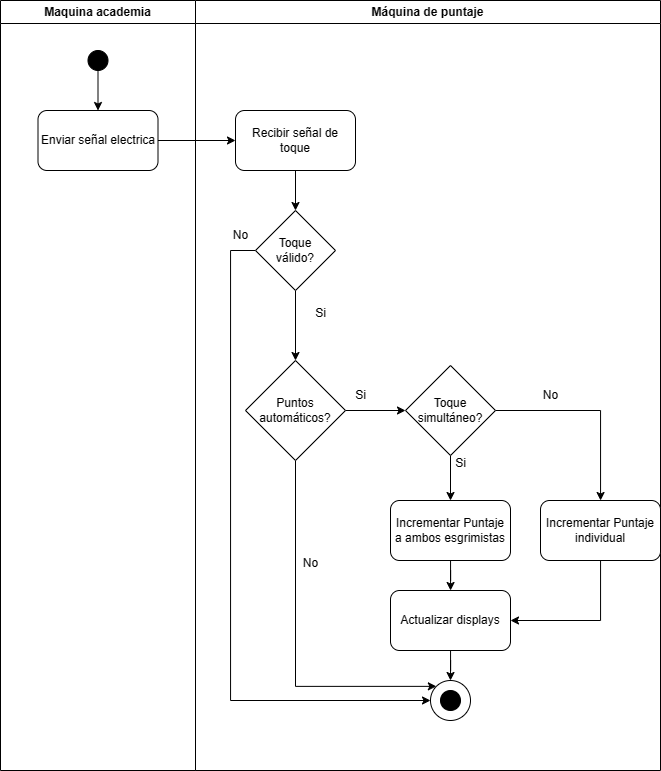 Maquina academia
Máquina de puntaje
Enviar señal electrica
Recibir señal de
toque
No
Toque
válido?
Si
Puntos
automáticos?
Si
Toque
simultáneo?
No
Si
Incrementar Puntaje
a ambos esgrimistas
Incrementar Puntaje
individual
No
Actualizar displays